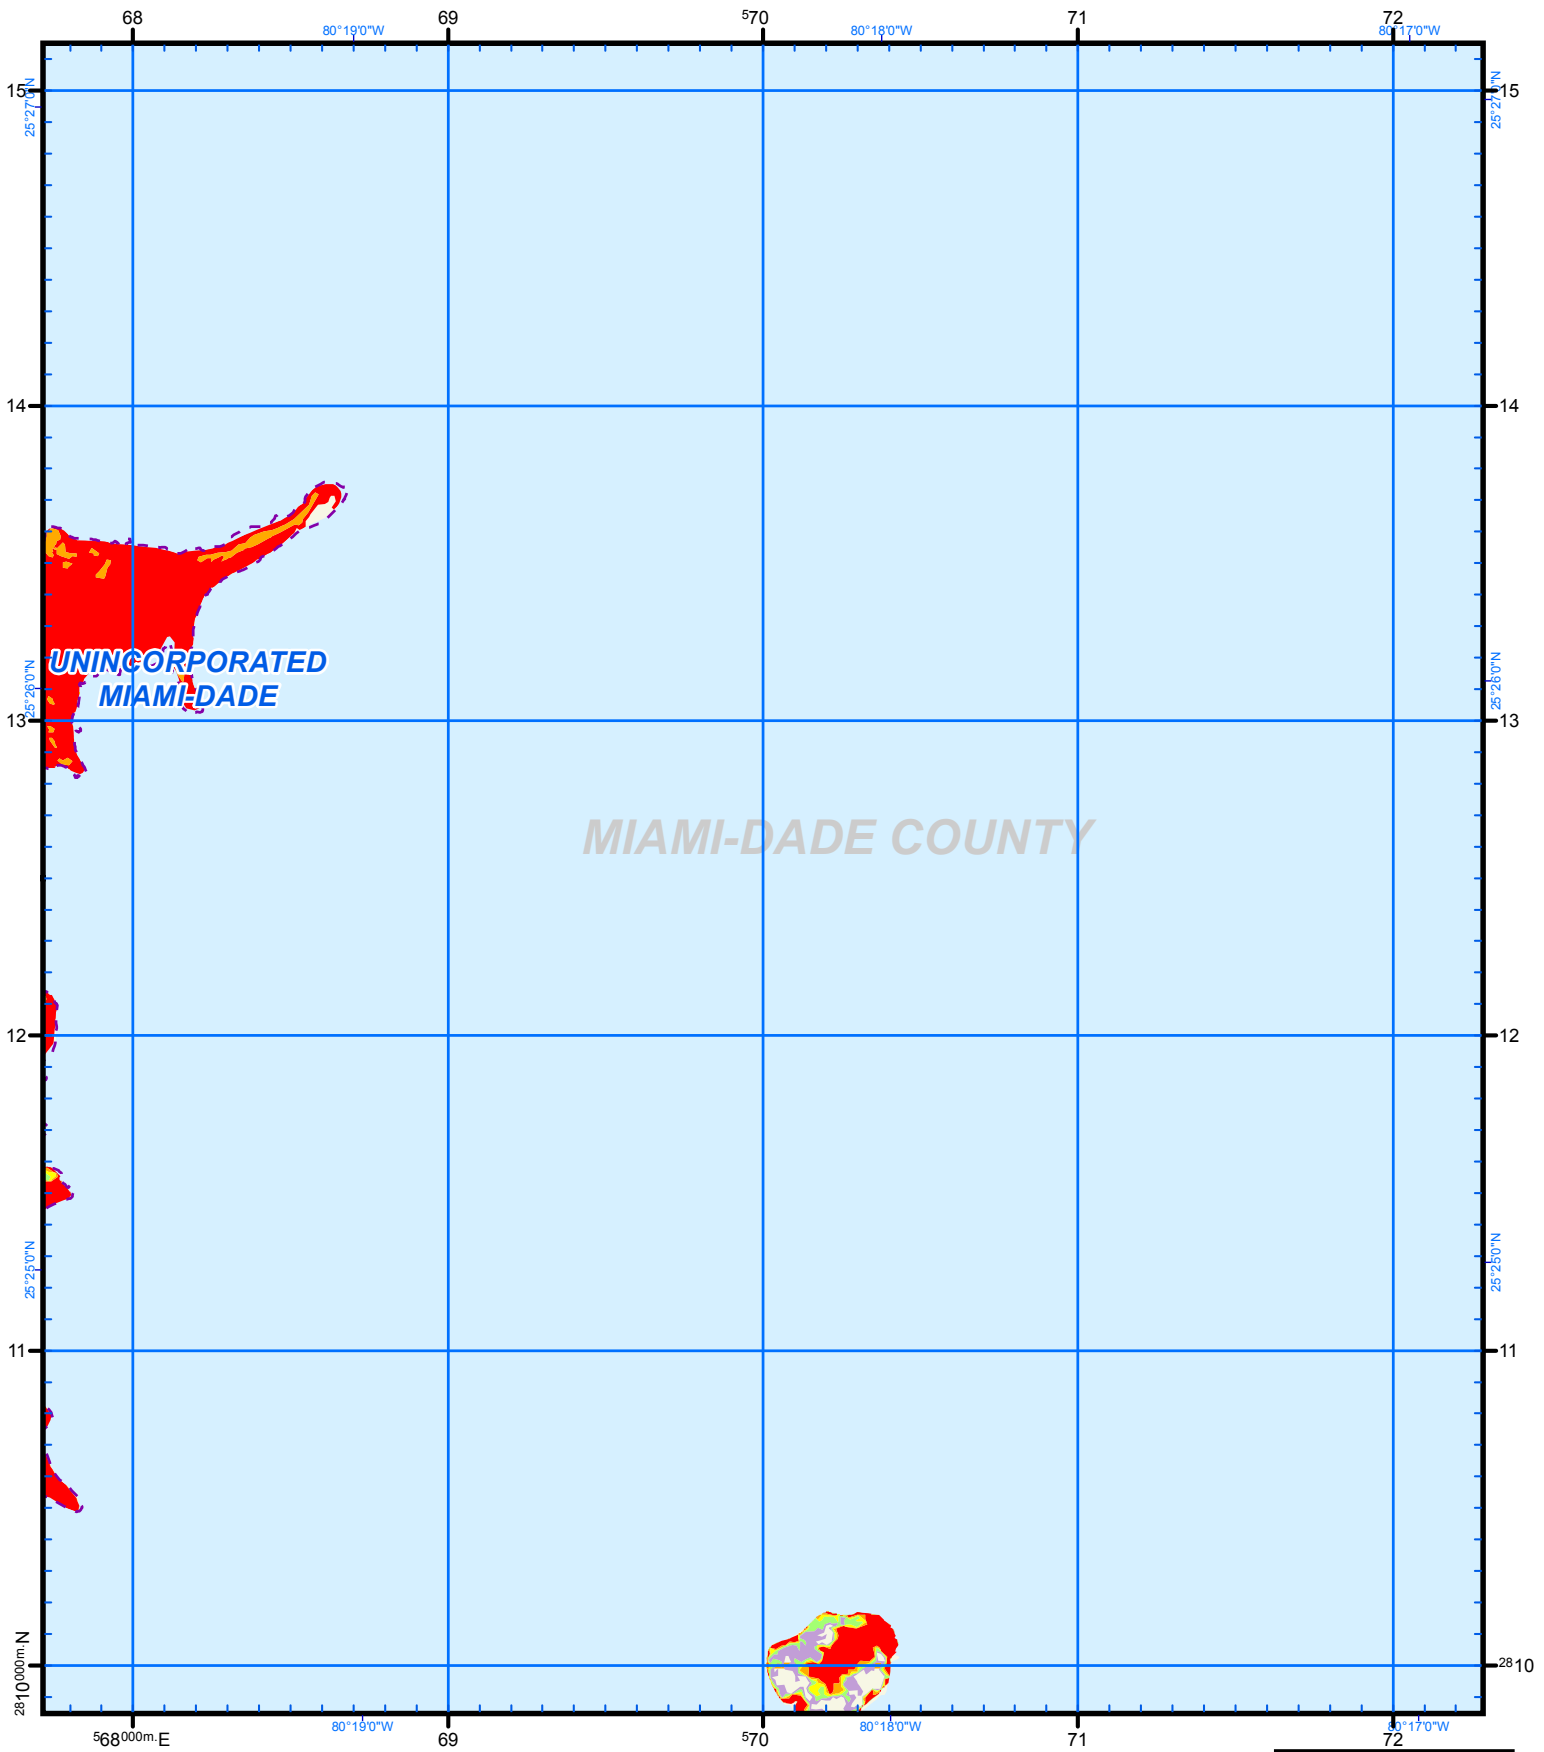 68 69 570 71 72
80°19'0"W 80°18'0"W 80°17'0"W
15 15
25°27'0"N 25°27'0"N
14 14
UNINCORPORATED
MIAMI-DADE
25°26'0"N 25°26'0"N
13 13
MIAMI-DADE COUNTY
12 12
25°25'0"N 25°25'0"N
11 11
2810000m.N 2810
80°19'0"W 80°18'0"W 80°17'0"W
568000m.E 69 570 71 72